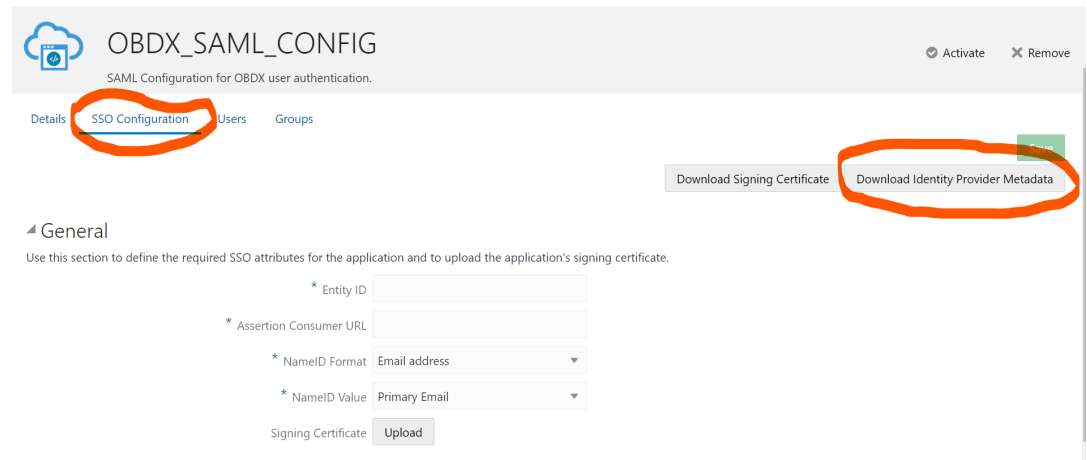 OBDX_SAML_CONFIG
Activate
Remove
SAML Configuration for OBDX user authentication.
Details
SSO Configuration
Users
Groups
Save
Download Signing Certificate
Download Identity Provider Metadata
General
Use this section to define the required SSO attributes for the application and to upload the application's signing certificate.
* Entity ID
* Assertion Consumer URL
* NameID Format Email address
* NameID Value Primary Email
Signing Certificate Upload